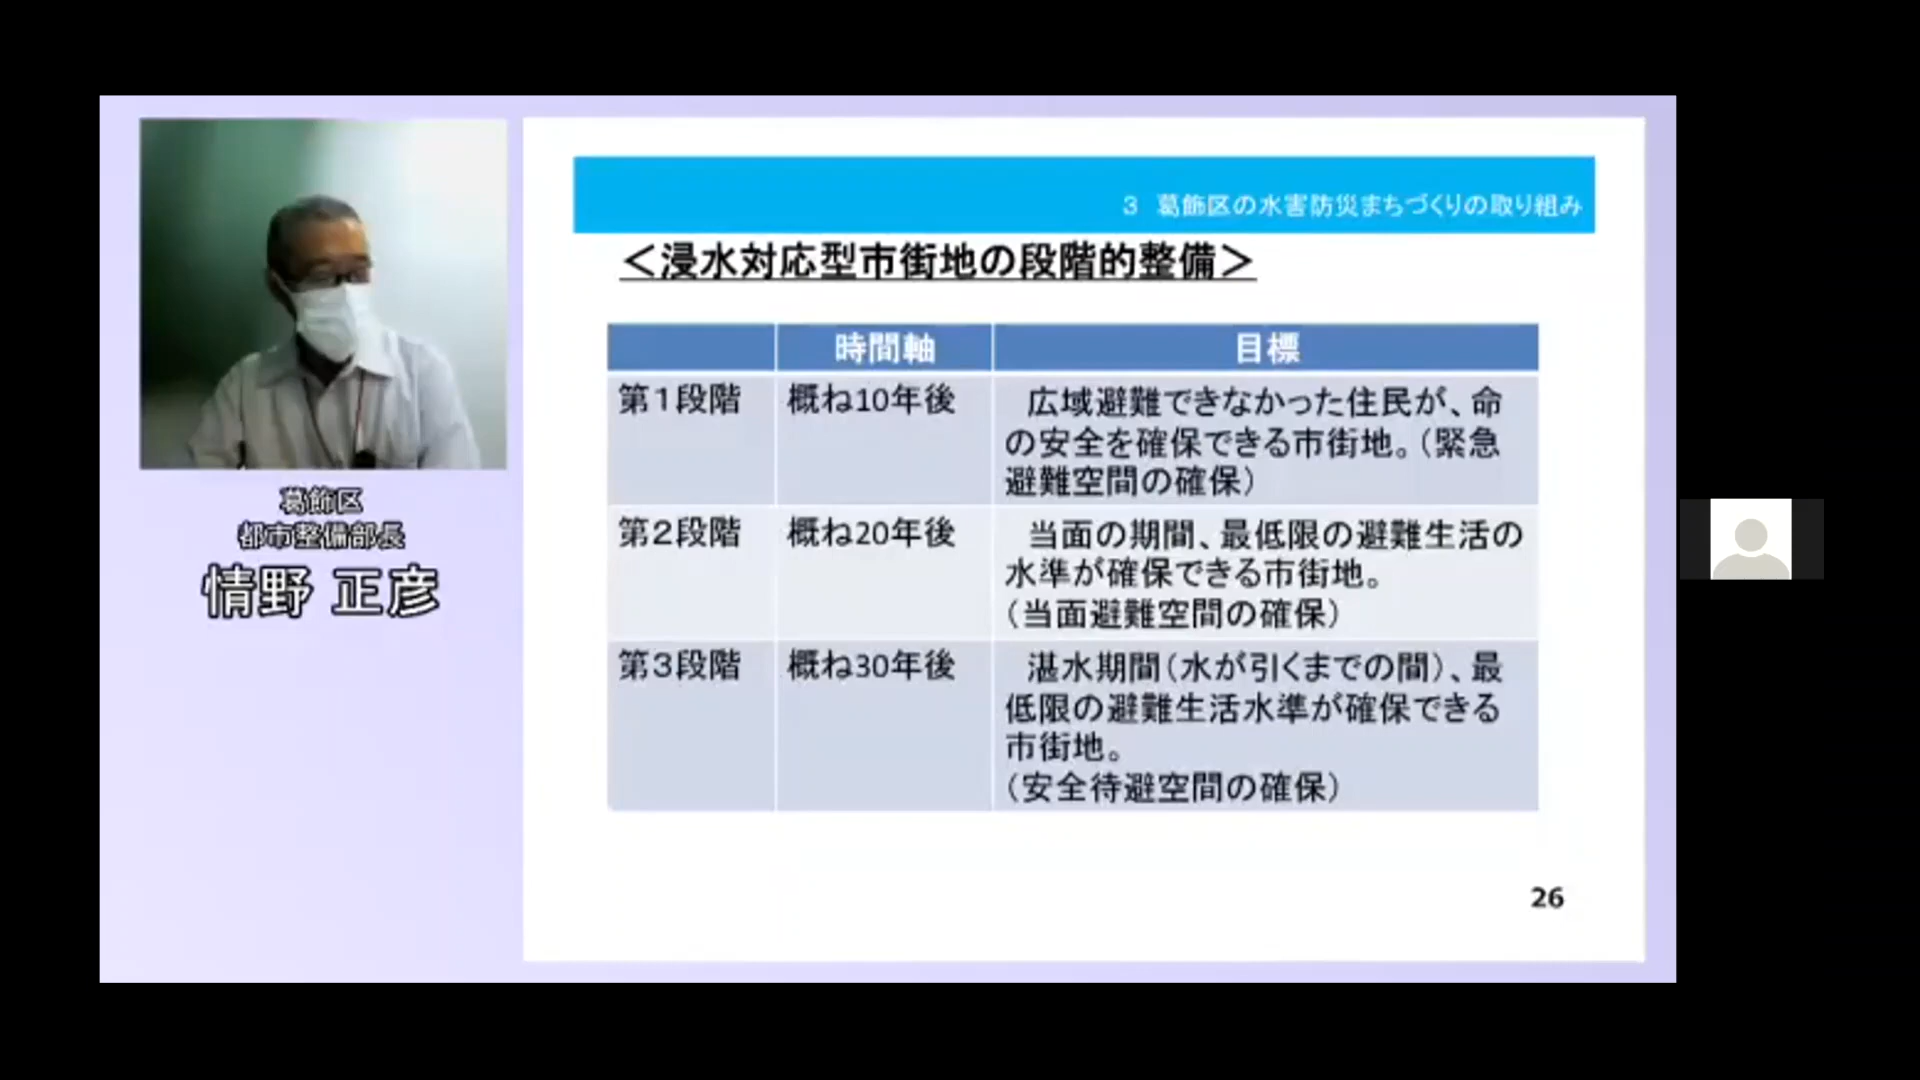 葛飾区
都市整備部長
情野 正彦
3 葛飾区の水害防災まちづくりの取り組み
＜浸水対応型市街地の段階的整備＞
時間軸 目標
第１段階 概ね10年後
広域避難できなかった住民が、命
の安全を確保できる市街地。（緊急
避難空間の確保）
第２段階 概ね20年後
当面の期間、最低限の避難生活の
水準が確保できる市街地。
（当面避難空間の確保）
第３段階 概ね30年後
湛水期間（水が引くまでの間）、最
低限の避難生活水準が確保できる
市街地。
（安全待避空間の確保）
26